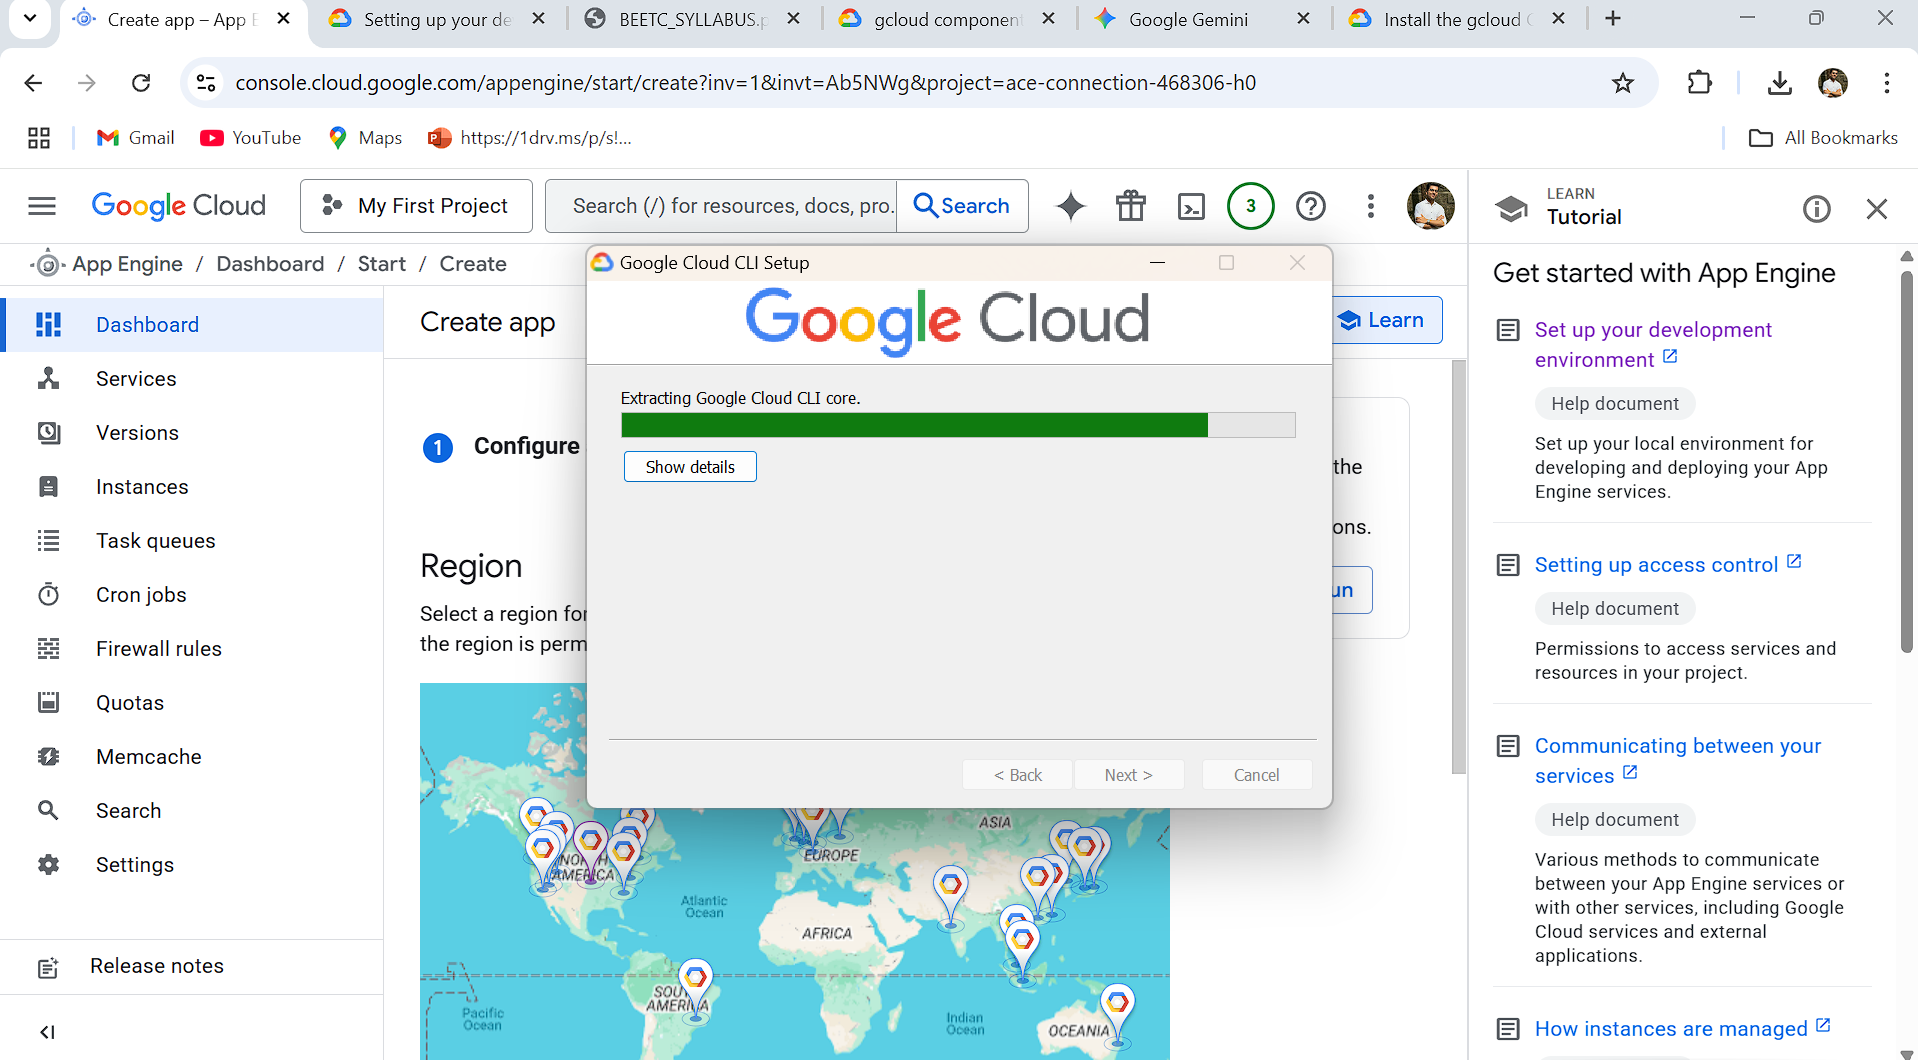 Create app – App E
Setting up your de
BEETC_SYLLABUS.p
gcloud component
Google Gemini
Install the gcloud C
console.cloud.google.com/appengine/start/create?inv=1&invt=Ab5NWg&project=ace-connection-468306-h0
Gmail
YouTube
Maps
https://1drv.ms/p/s!...
All Bookmarks
Google Cloud
My First Project
Search (/) for resources, docs, pro.
Search
3
LEARN
Tutorial
App Engine / Dashboard / Start / Create
Dashboard
Services
Versions
Instances
Task queues
Cron jobs
Firewall rules
Quotas
Memcache
Search
Settings
Release notes
Create app
Learn
1 Configure
the
ons.
un
Region
Select a region for
the region is perm
Google Cloud CLI Setup
Google Cloud
Extracting Google Cloud CLI core.
Show details
< Back
Next >
Cancel
ASIA
EUROPE
NORTH
AMERICA
Atlantic
Ocean
AFRICA
SOUTH
AMERICA
Pacific
Ocean
Indian
Ocean
OCEANIA
Get started with App Engine
Set up your development
environment
Help document
Set up your local environment for
developing and deploying your App
Engine services.
Setting up access control
Help document
Permissions to access services and
resources in your project.
Communicating between your
services
Help document
Various methods to communicate
between your App Engine services or
with other services, including Google
Cloud services and external
applications.
How instances are managed